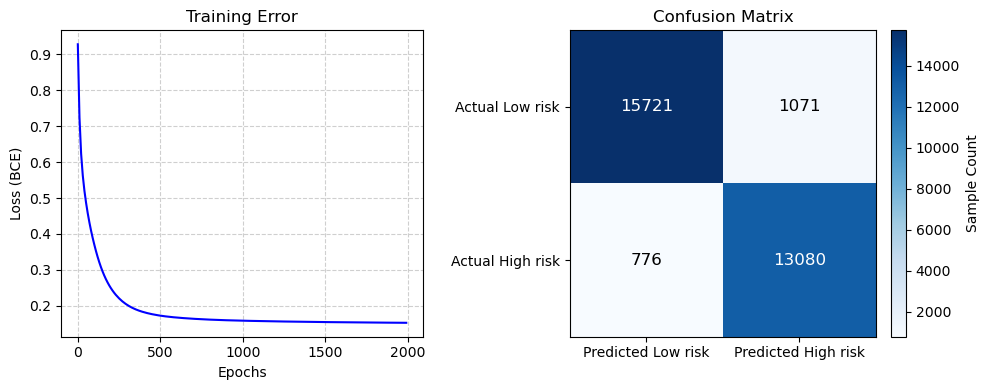 Training Error
Loss (BCE)
0.9
0.8
0.7
0.6
0.5
0.4
0.3
0.2
0 500 1000 1500 2000
Epochs
Confusion Matrix
Actual Low risk 15721 1071
Actual High risk 776 13080
Predicted Low risk Predicted High risk
14000
12000
10000
8000
6000
4000
2000
Sample Count